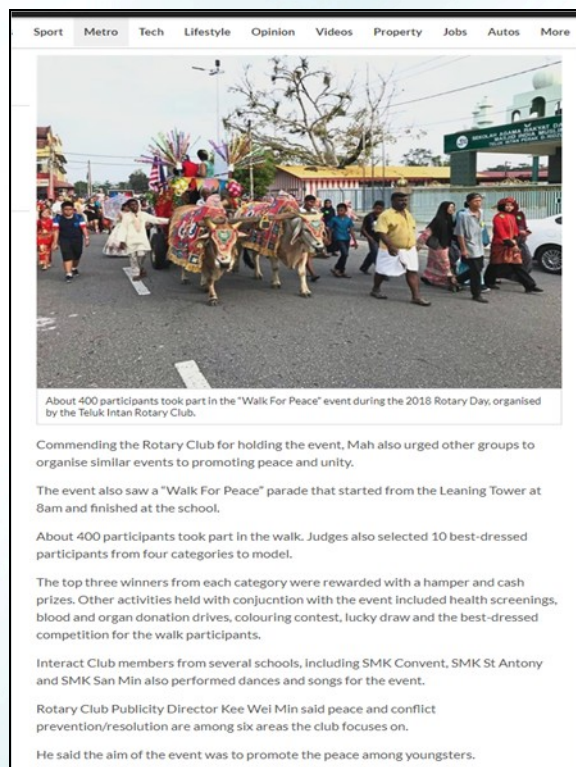 Sport Metro Tech Lifestyle Opinion Videos Property Jobs Autos More
SEKOLAH AGAMA RAKYAT
MASJID INDIA MUSLIM
About 400 participants took part in the "Walk For Peace" event during the 2018 Rotary Day, organised
by the Teluk Intan Rotary Club.
Commending the Rotary Club for holding the event, Mah also urged other groups to
organise similar events to promoting peace and unity.
The event also saw a "Walk For Peace" parade that started from the Leaning Tower at
8am and finished at the school.
About 400 participants took part in the walk. Judges also selected 10 best-dressed
participants from four categories to model.
The top three winners from each category were rewarded with a hamper and cash
prizes. Other activities held with conjucntion with the event included health screenings,
blood and organ donation drives, colouring contest, lucky draw and the best-dressed
competition for the walk participants.
Interact Club members from several schools, including SMK Convent, SMK St Antony
and SMK San Min also performed dances and songs for the event.
Rotary Club Publicity Director Kee Wei Min said peace and conflict
prevention/resolution are among six areas the club focuses on.
He said the aim of the event was to promote the peace among youngsters.